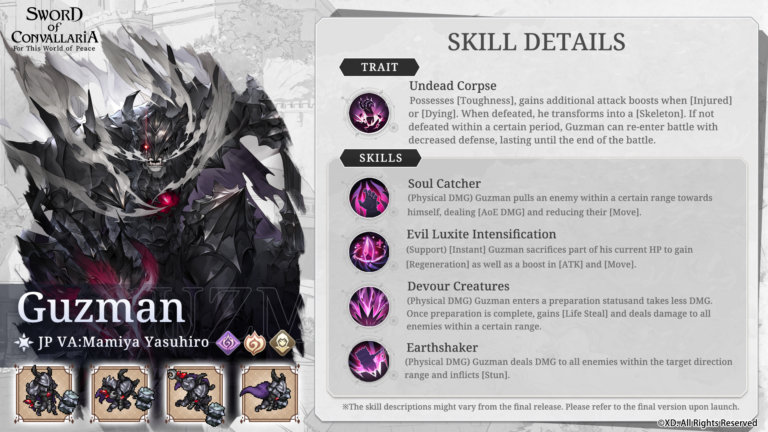 SWORD
of
CONVALLARIA
For This World of Peace
Guzman
JP VA:Mamiya Yasuhiro
SKILL DETAILS
TRAIT
Undead Corpse
Possesses [Toughness], gains additional attack boosts when [Injured]
or [Dying]. When defeated, he transforms into a [Skeleton]. If not
defeated within a certain period, Guzman can re-enter battle with
decreased defense, lasting until the end of the battle.
SKILLS
Soul Catcher
(Physical DMG) Guzman pulls an enemy within a certain range towards
himself, dealing [AoE DMG] and reducing their [Move].
Evil Luxite Intensification
(Support) [Instant] Guzman sacrifices part of his current HP to gain
[Regeneration] as well as a boost in [ATK] and [Move].
Devour Creatures
(Physical DMG) Guzman enters a preparation statusand takes less DMG.
Once preparation is complete, gains [Life Steal] and deals damage to all
enemies within a certain range.
Earthshaker
(Physical DMG) Guzman deals DMG to all enemies within the target direction
range and inflicts [Stun].
※The skill descriptions might vary from the final release. Please refer to the final version upon launch.
©XD. All Rights Reserved